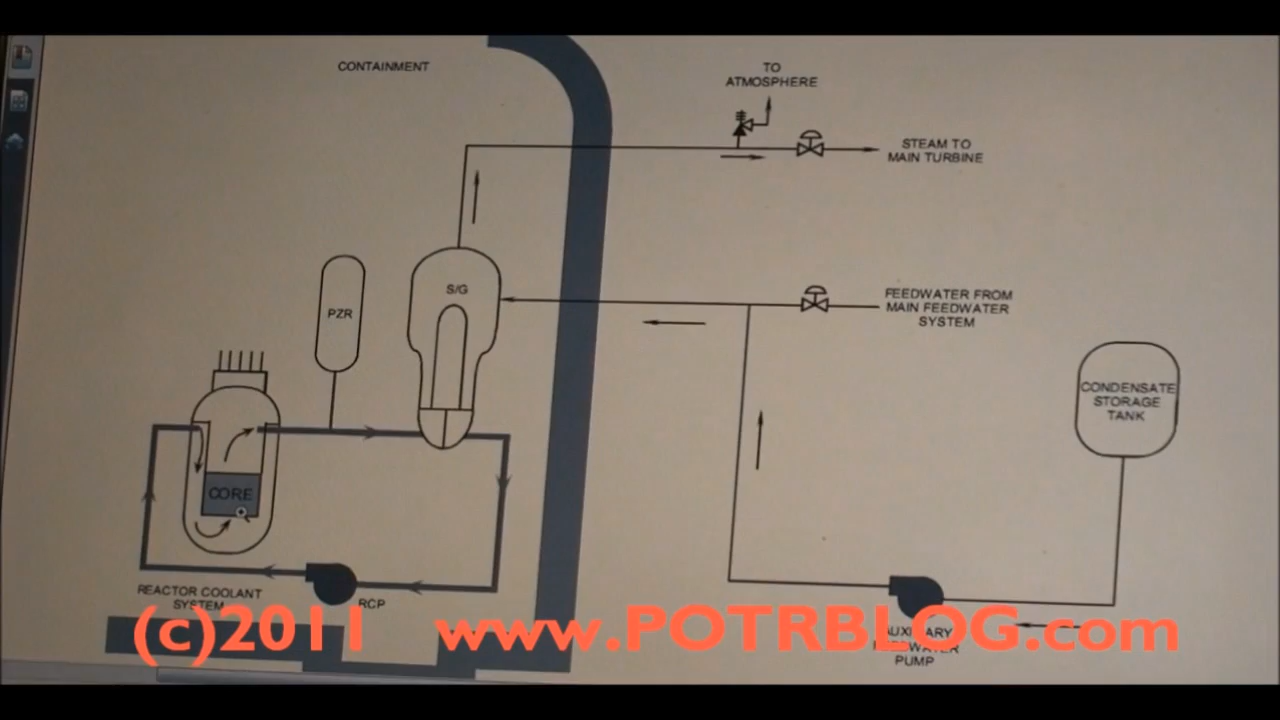 CONTAINMENT
TO
ATMOSPHERE
STEAM TO
MAIN TURBINE
S/G
PZR
FEEDWATER FROM
MAIN FEEDWATER
SYSTEM
CONDENSATE
STORAGE
TANK
CORE
REACTOR COOLANT
SYSTEM
RCP
(c)2011 www.POTRBLOG.com
AUXILIARY
FEEDWATER
PUMP